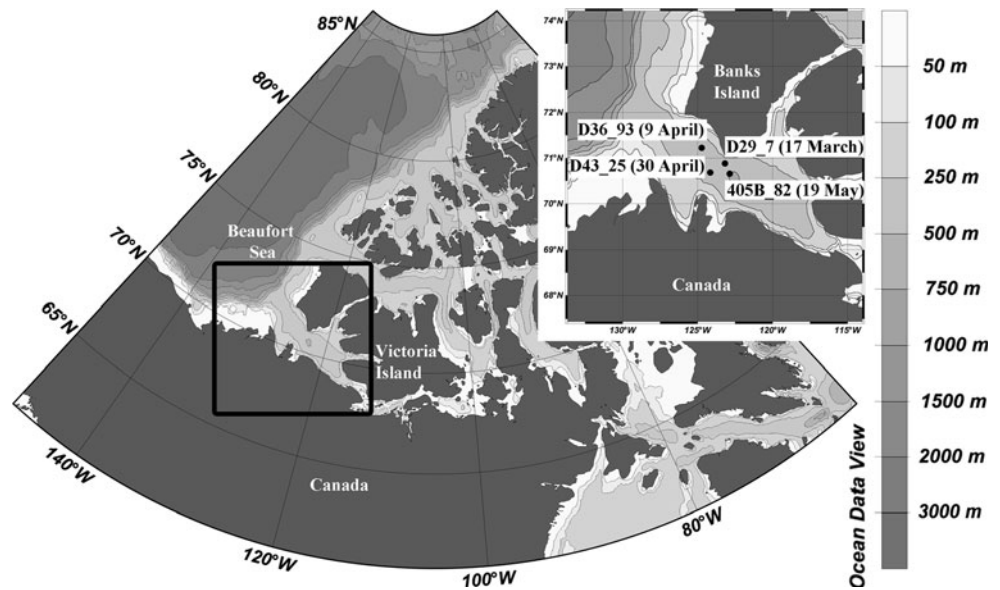 85°N
80°N
75°N
70°N
65°N
140°W
120°W
100°W
80°W
Beaufort
Sea
Victoria
Island
Canada
74°N
73°N
72°N
71°N
70°N
69°N
68°N
130°W
125°W
120°W
115°W
Banks
Island
D36_93 (9 April)
D29_7 (17 March)
D43_25 (30 April)
405B_82 (19 May)
Canada
50 m
100 m
250 m
500 m
750 m
1000 m
1500 m
2000 m
3000 m
Ocean Data View